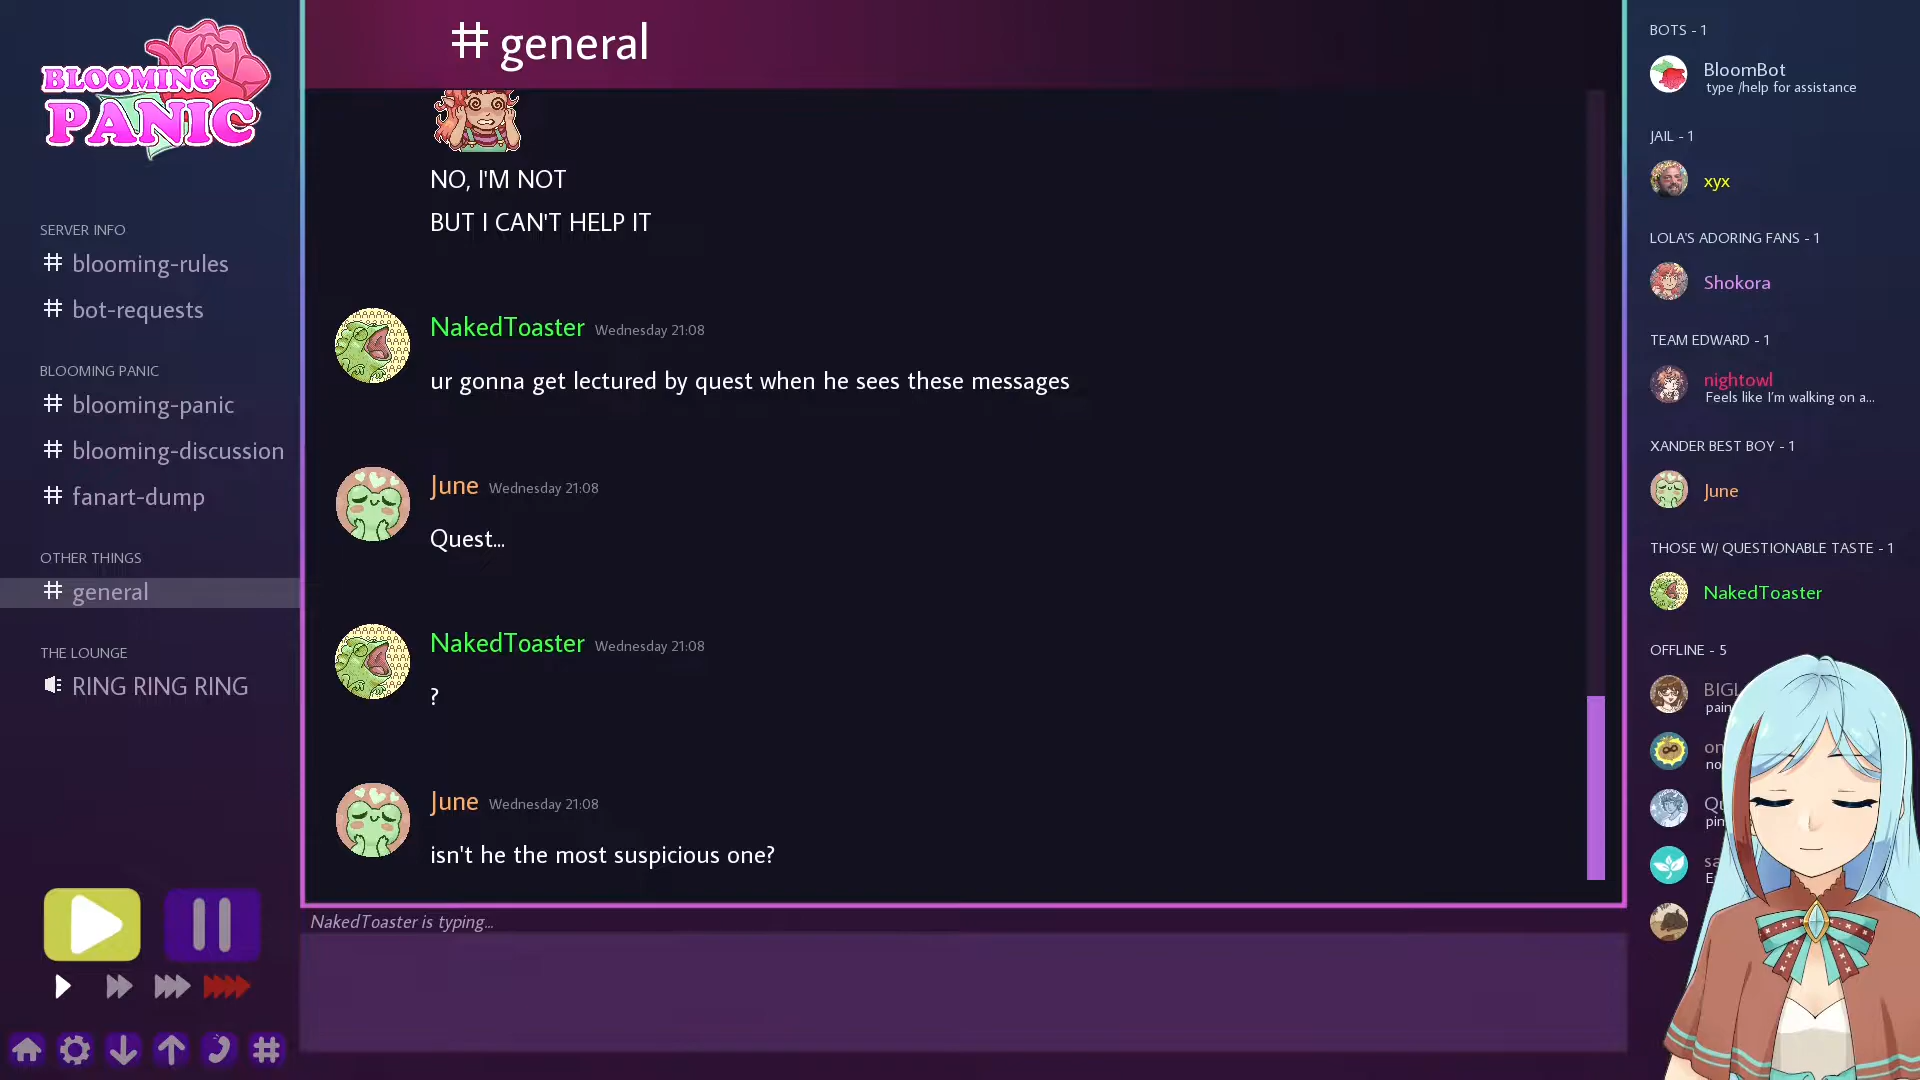 BLOOMING
PANIC
SERVER INFO
# blooming-rules
# bot-requests
BLOOMING PANIC
# blooming-panic
# blooming-discussion
# fanart-dump
OTHER THINGS
# general
THE LOUNGE
RING RING RING
# general
NO, I'M NOT
BUT I CAN'T HELP IT
NakedToaster Wednesday 21:08
ur gonna get lectured by quest when he sees these messages
June Wednesday 21:08
Quest...
NakedToaster Wednesday 21:08
?
June Wednesday 21:08
isn't he the most suspicious one?
NakedToaster is typing...
BOTS - 1
BloomBot
type /help for assistance
JAIL - 1
xyx
LOLA'S ADORING FANS - 1
Shokora
TEAM EDWARD - 1
nightowl
Feels like I'm walking on a...
XANDER BEST BOY - 1
June
THOSE W/ QUESTIONABLE TASTE - 1
NakedToaster
OFFLINE - 5